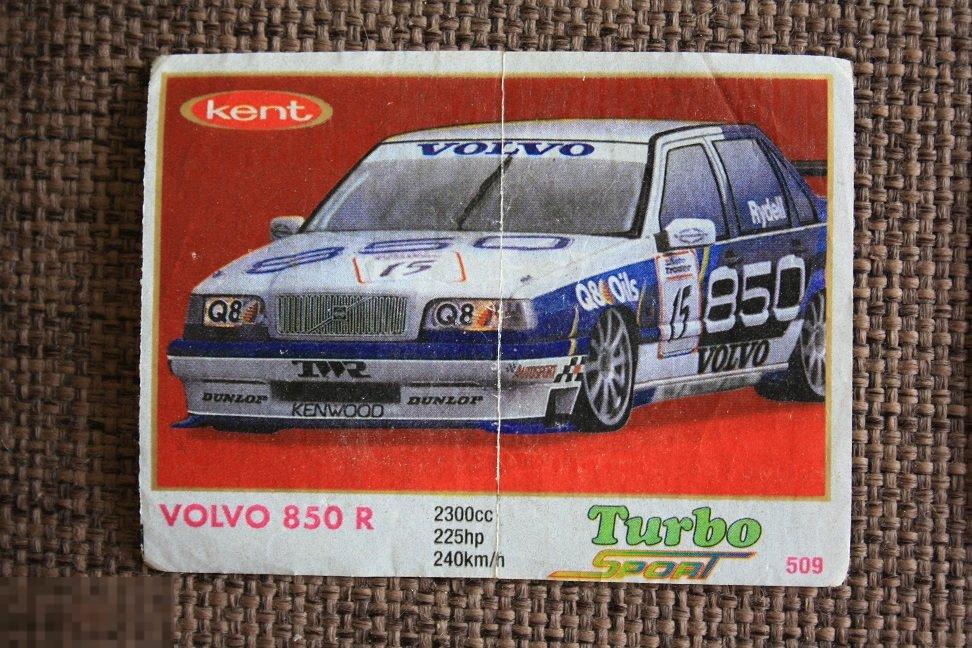 kent
VOLVO
850
15
Rydell
Q8 Oils
15
850
VOLVO
Q8
Q8
TWR
AUTOSPORT
DUNLOP
DUNLOP
KENWOOD
VOLVO 850 R
2300cc
225hp
240km/h
Turbo
SPORT
509